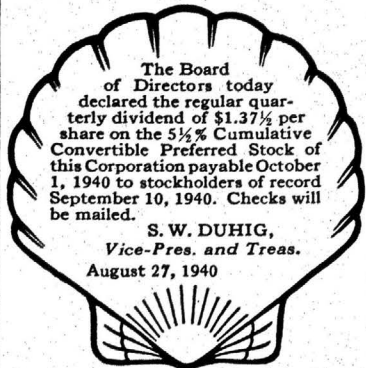 The Board
of Directors today
declared the regular quar-
terly dividend of $1.37½ per
share on the 5½% Cumulative
Convertible Preferred Stock of
this Corporation payable October
1, 1940 to stockholders of record
September 10, 1940. Checks will
be mailed.
S. W. DUHIG,
Vice-Pres. and Treas.
August 27, 1940